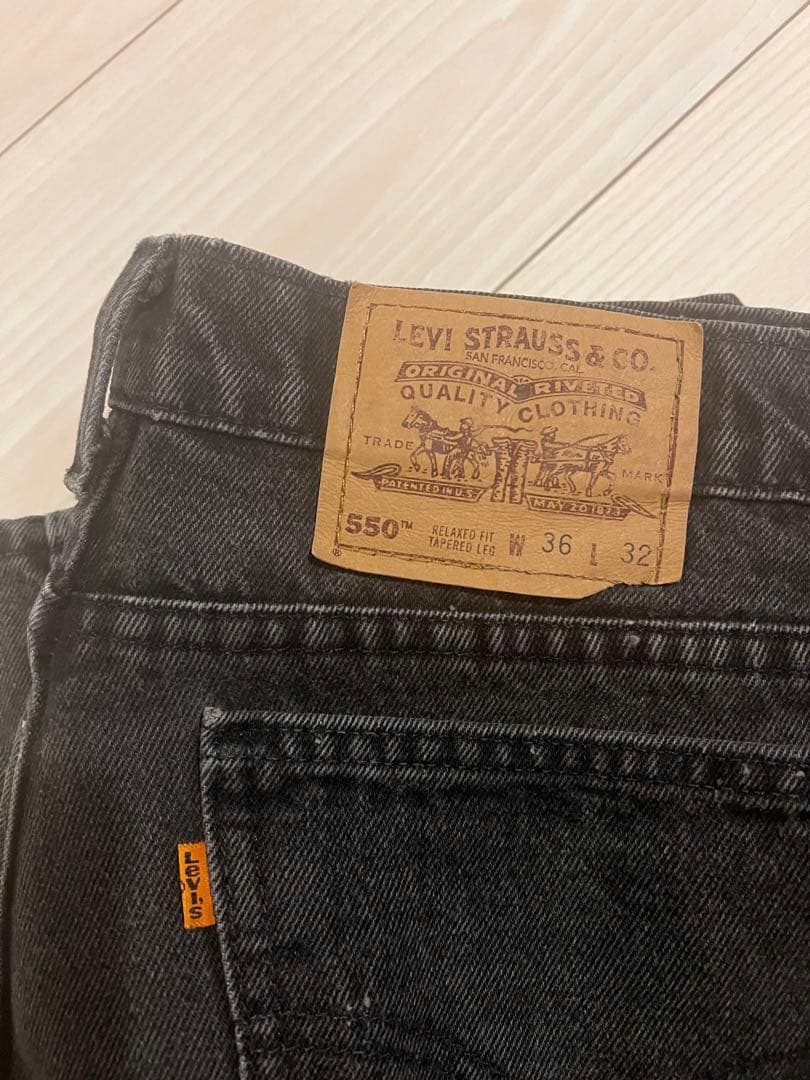 LEVI STRAUSS & CO.
SAN FRANCISCO, CAL
ORIGINAL RIVETED
QUALITY CLOTHING
TRADE MARK
PATENTED IN U.S. MAY 20 1873
550™ RELAXED FIT
TAPERED LEG W 36 L 32
®
Levi's